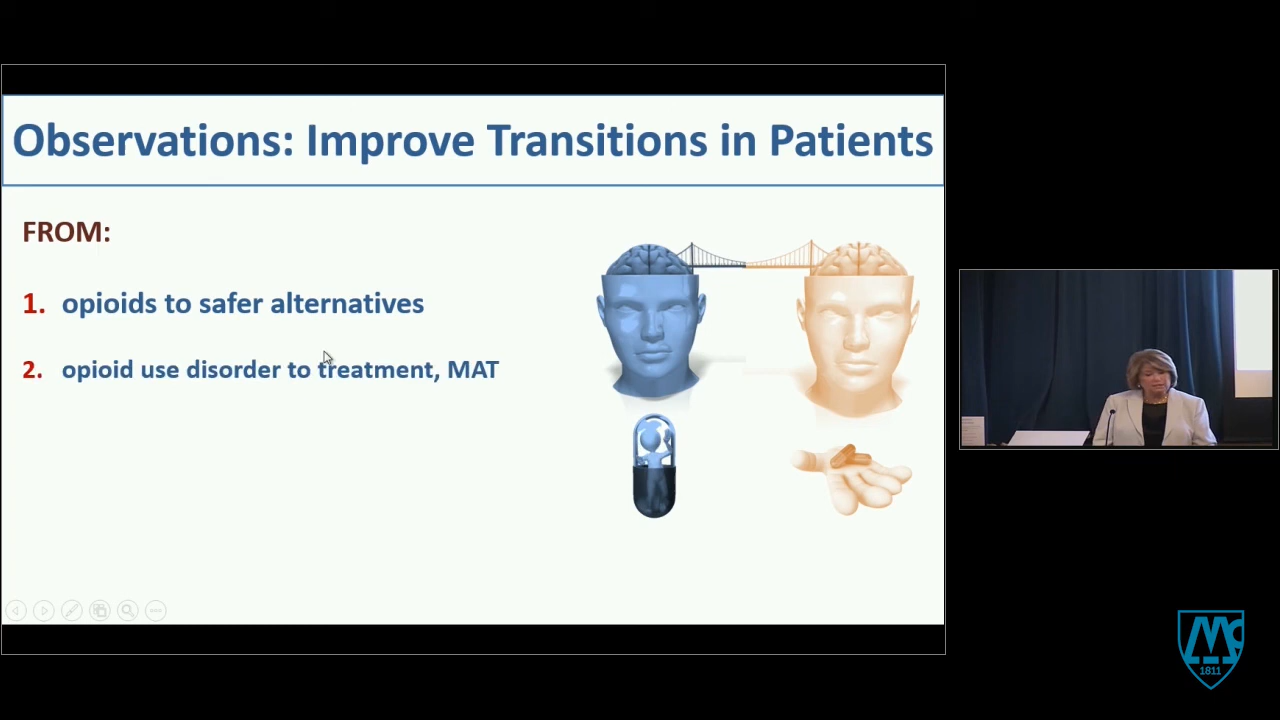 Observations: Improve Transitions in Patients
FROM:
1. opioids to safer alternatives
2. opioid use disorder to treatment, MAT
Mc
1811